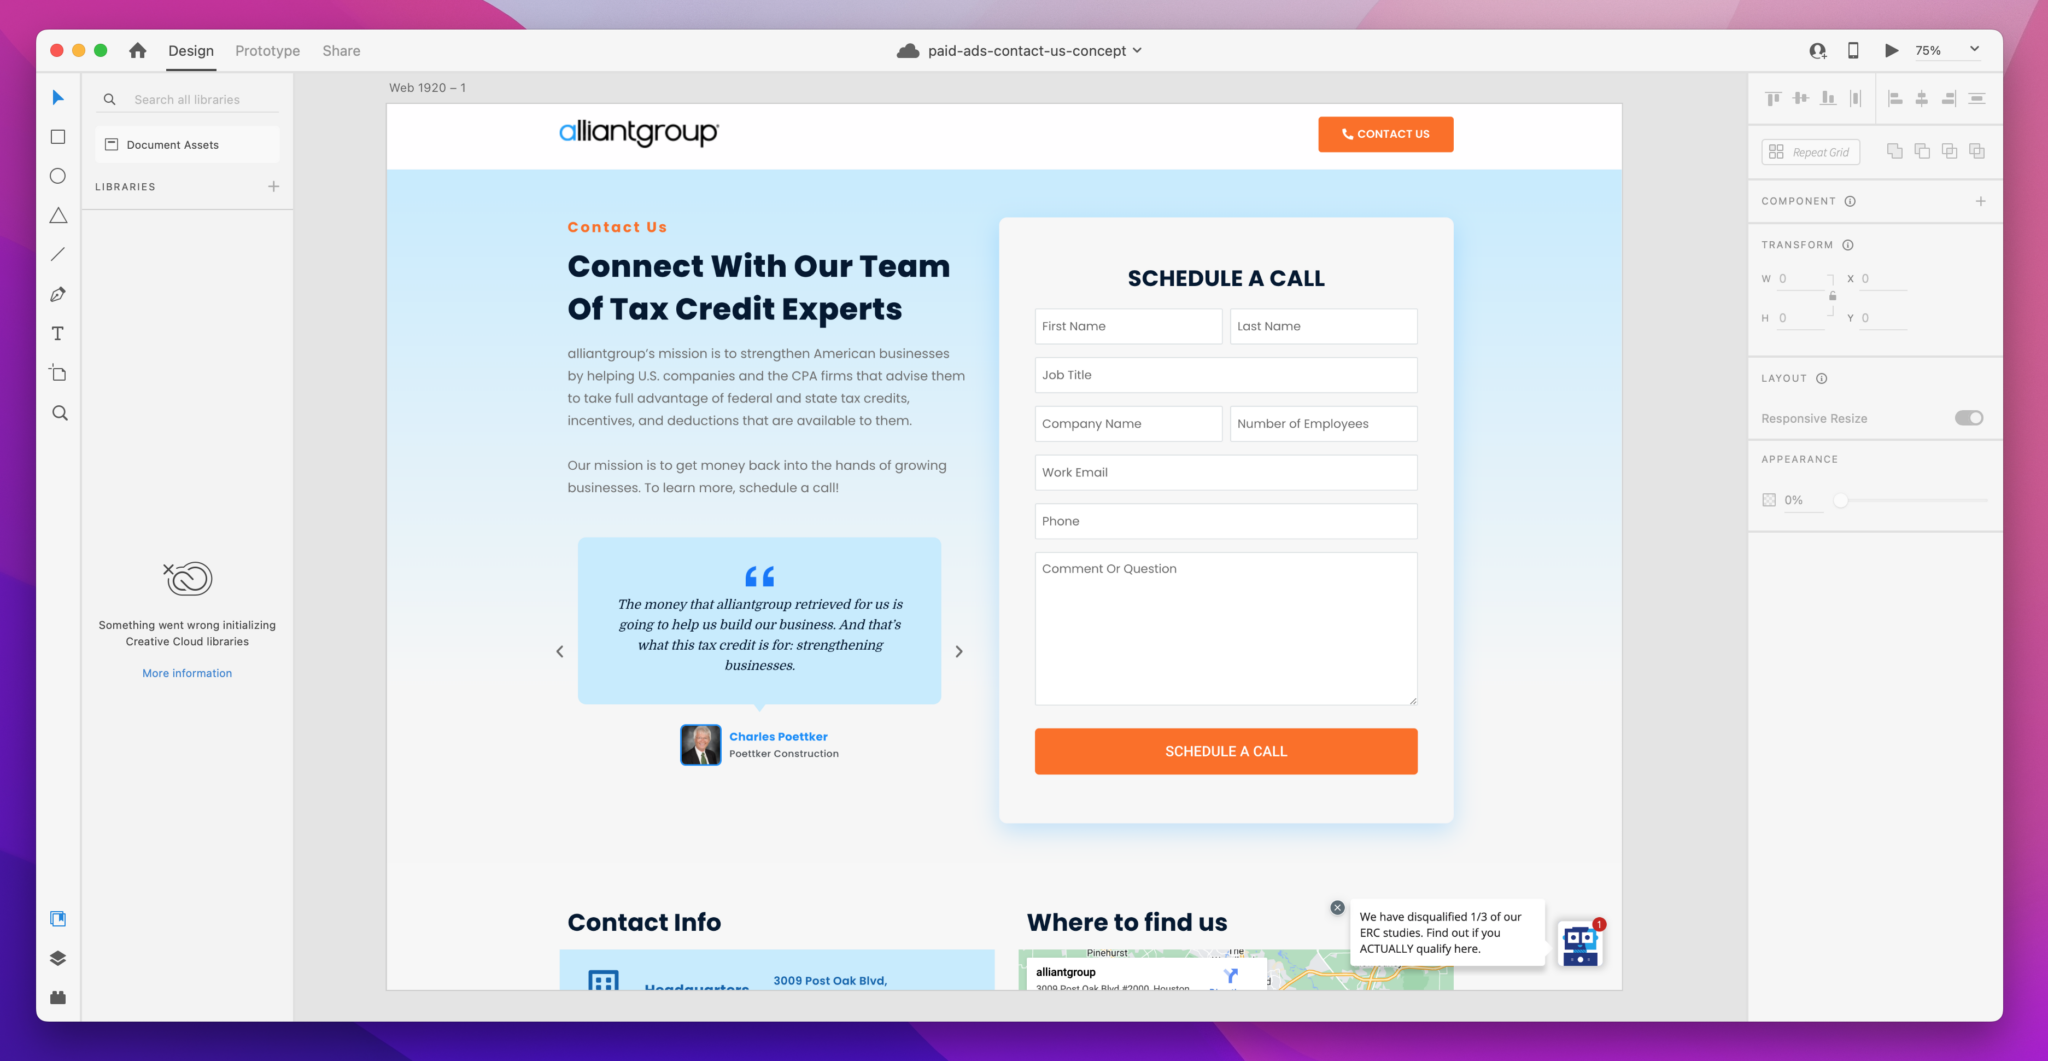 Design
Prototype
Share
paid-ads-contact-us-concept
75%
Search all libraries
Document Assets
LIBRARIES
Something went wrong initializing
Creative Cloud libraries
More information
Web 1920 – 1
alliantgroup
CONTACT US
Contact Us
Connect With Our Team
Of Tax Credit Experts
alliantgroup's mission is to strengthen American businesses
by helping U.S. companies and the CPA firms that advise them
to take full advantage of federal and state tax credits,
incentives, and deductions that are available to them.
Our mission is to get money back into the hands of growing
businesses. To learn more, schedule a call!
The money that alliantgroup retrieved for us is
going to help us build our business. And that's
what this tax credit is for: strengthening
businesses.
Charles Poettker
Poettker Construction
SCHEDULE A CALL
First Name
Last Name
Job Title
Company Name
Number of Employees
Work Email
Phone
Comment Or Question
SCHEDULE A CALL
Contact Info
Headquarters
3009 Post Oak Blvd,
Where to find us
Pinehurst
The
alliantgroup
3009 Post Oak Blvd #2000, Houston
We have disqualified 1/3 of our
ERC studies. Find out if you
ACTUALLY qualify here.
1
Repeat Grid
COMPONENT
TRANSFORM
W 0
X 0
H 0
Y 0
LAYOUT
Responsive Resize
APPEARANCE
0%